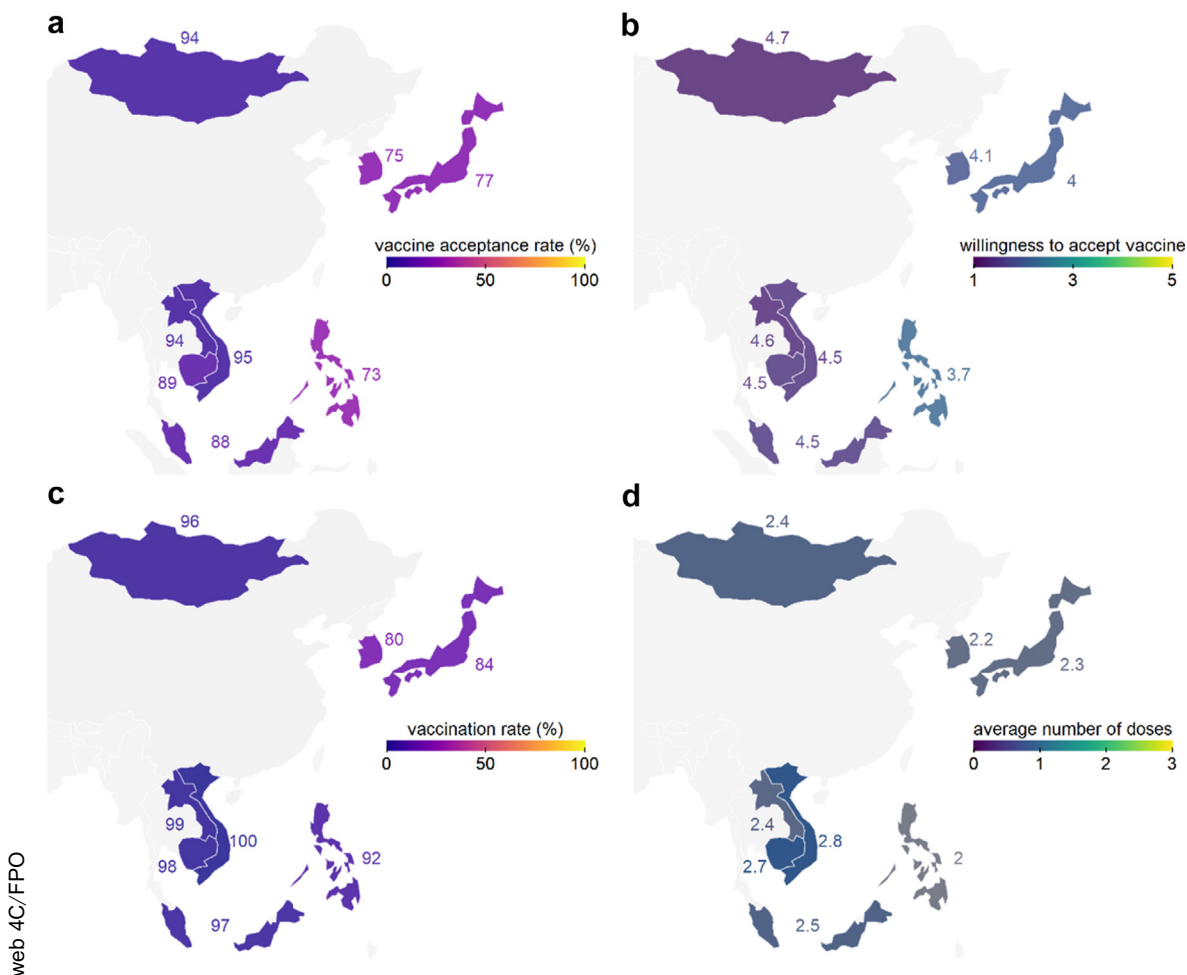 a
94
75
77
vaccine acceptance rate (%)
0 50 100
94
95
89
73
88
b
4.7
4.1
4
willingness to accept vaccine
1 3 5
4.6
4.5
4.5
3.7
4.5
c
96
80
84
vaccination rate (%)
0 50 100
99
100
98
92
97
d
2.4
2.2
2.3
average number of doses
0 1 2 3
2.4
2.8
2.7
2
2.5
web 4C/FPO